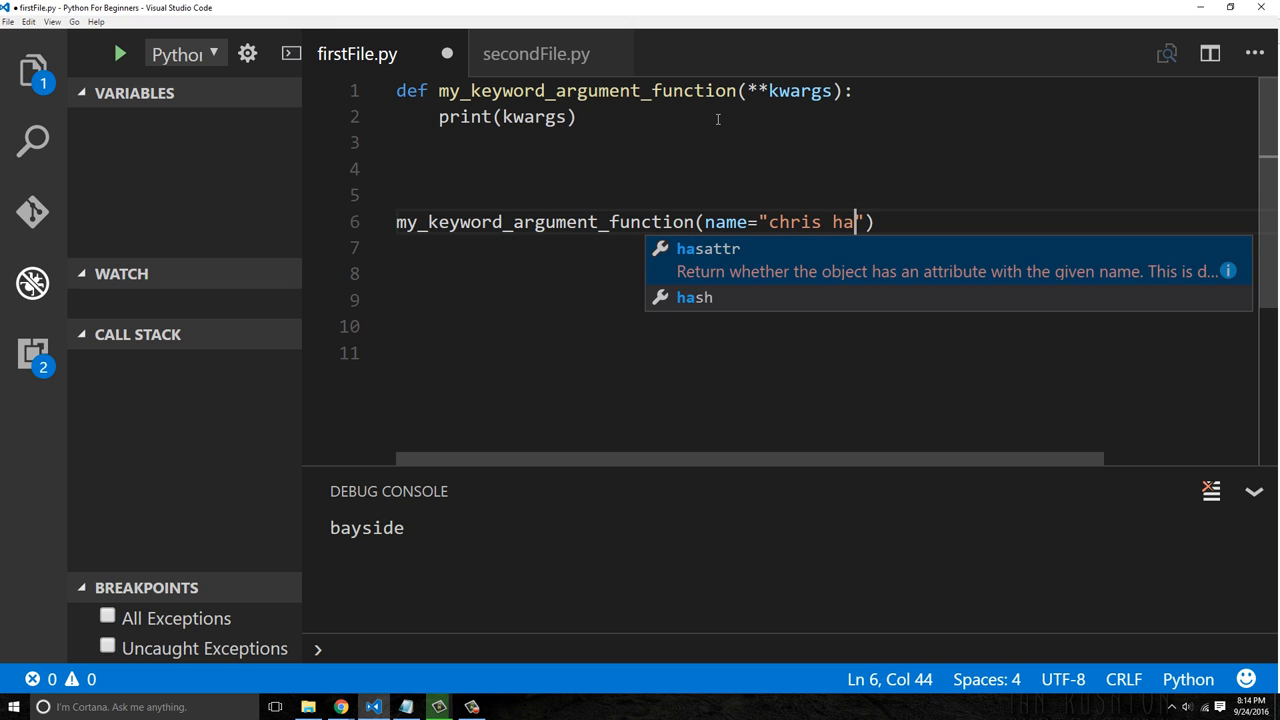 ● firstFile.py - Python For Beginners - Visual Studio Code
File Edit View Go Help
Python
firstFile.py
secondFile.py
1
VARIABLES
1 def my_keyword_argument_function(**kwargs):
2 print(kwargs)
3
4
5
6 my_keyword_argument_function(name="chris ha")
hasattr
Return whether the object has an attribute with the given name. This is d...
hash
7
8
9
10
11
WATCH
CALL STACK
2
DEBUG CONSOLE
bayside
BREAKPOINTS
All Exceptions
Uncaught Exceptions
0 0
Ln 6, Col 44 Spaces: 4 UTF-8 CRLF Python
I'm Cortana. Ask me anything.
8:14 PM
9/24/2016